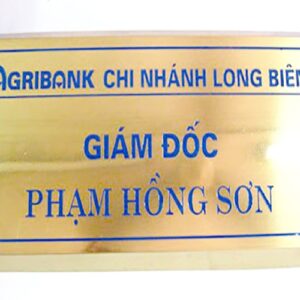 AGRIBANK CHI NHÁNH LONG BIÊN
GIÁM ĐỐC
PHẠM HỒNG SƠN